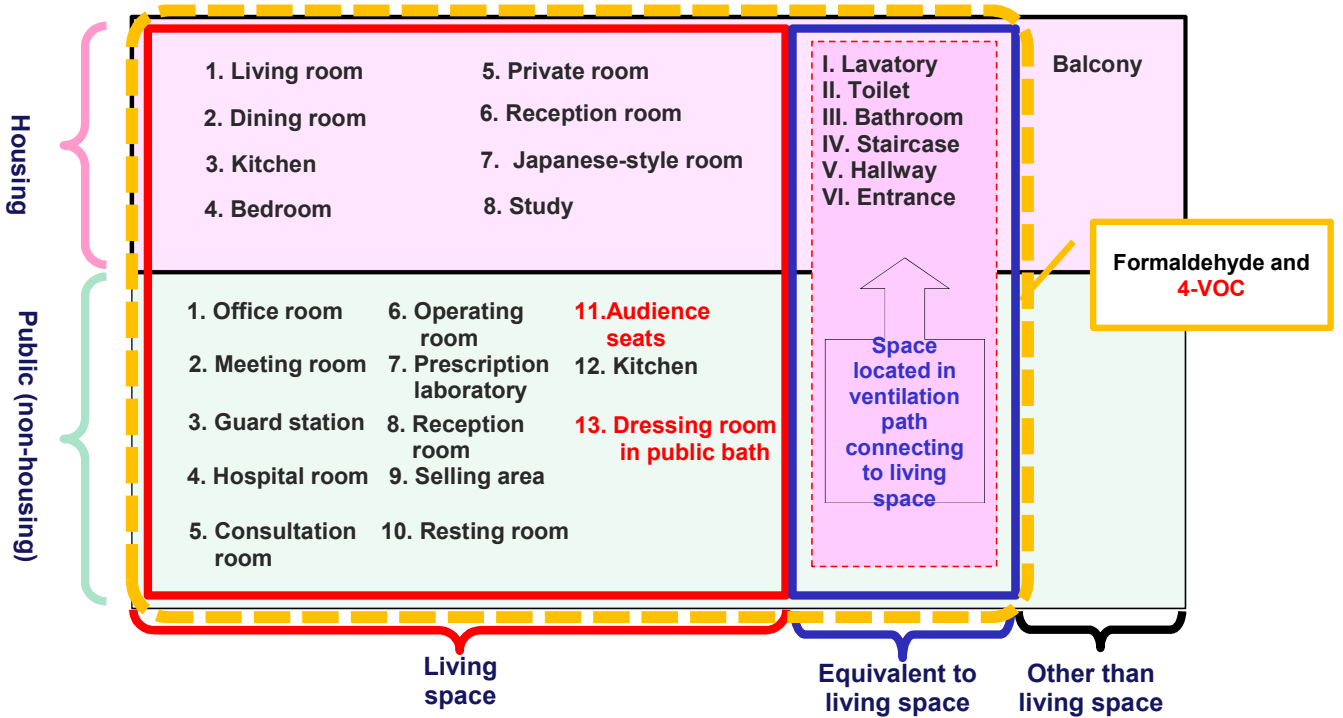 Housing
1. Living room
2. Dining room
3. Kitchen
4. Bedroom
5. Private room
6. Reception room
7. Japanese-style room
8. Study
I. Lavatory
II. Toilet
III. Bathroom
IV. Staircase
V. Hallway
VI. Entrance
Balcony
Formaldehyde and
4-VOC
Public (non-housing)
1. Office room
2. Meeting room
3. Guard station
4. Hospital room
5. Consultation
room
6. Operating
room
7. Prescription
laboratory
8. Reception
room
9. Selling area
10. Resting room
11.Audience
seats
12. Kitchen
13. Dressing room
in public bath
Space
located in
ventilation
path
connecting
to living
space
Living
space
Equivalent to
living space
Other than
living space